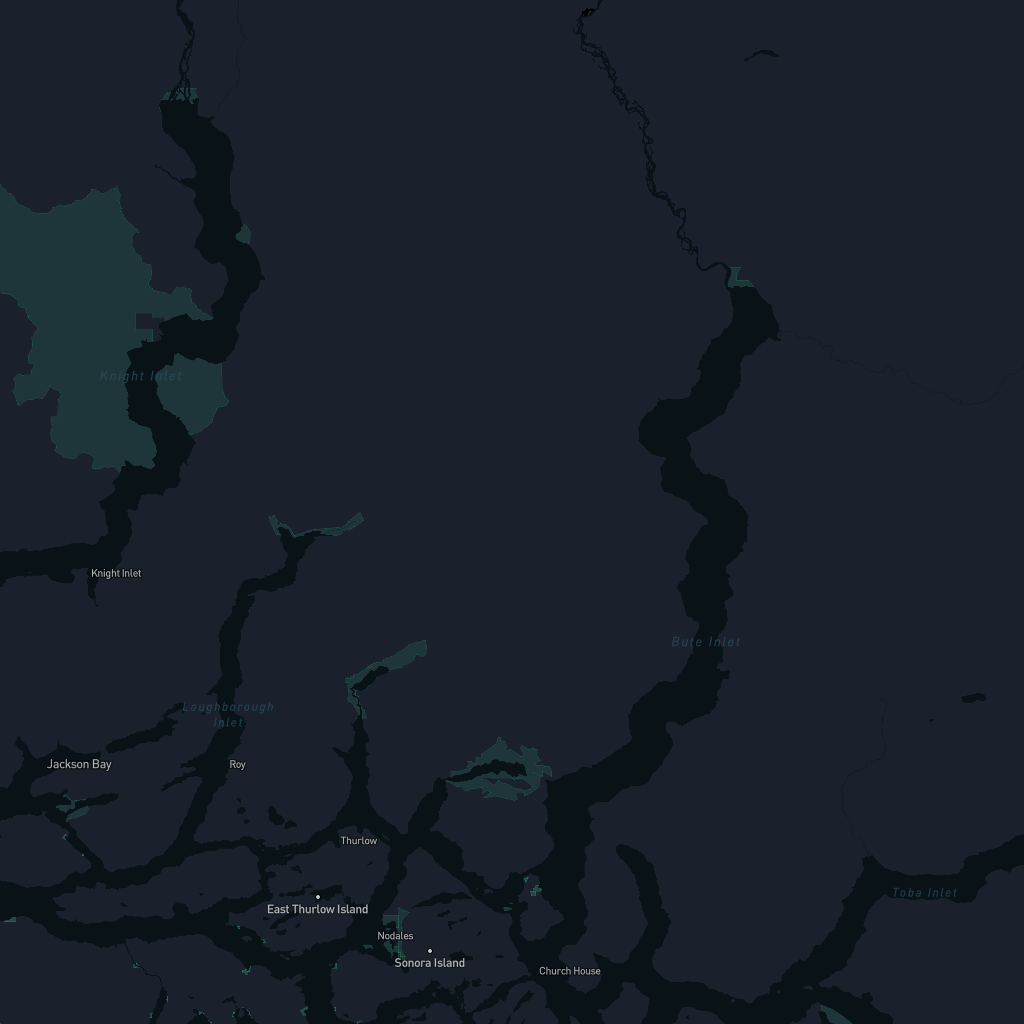 Knight Inlet
Knight Inlet
Bute Inlet
Loughborough
Inlet
Jackson Bay
Roy
Thurlow
Toba Inlet
East Thurlow Island
Nodales
Sonora Island
Church House